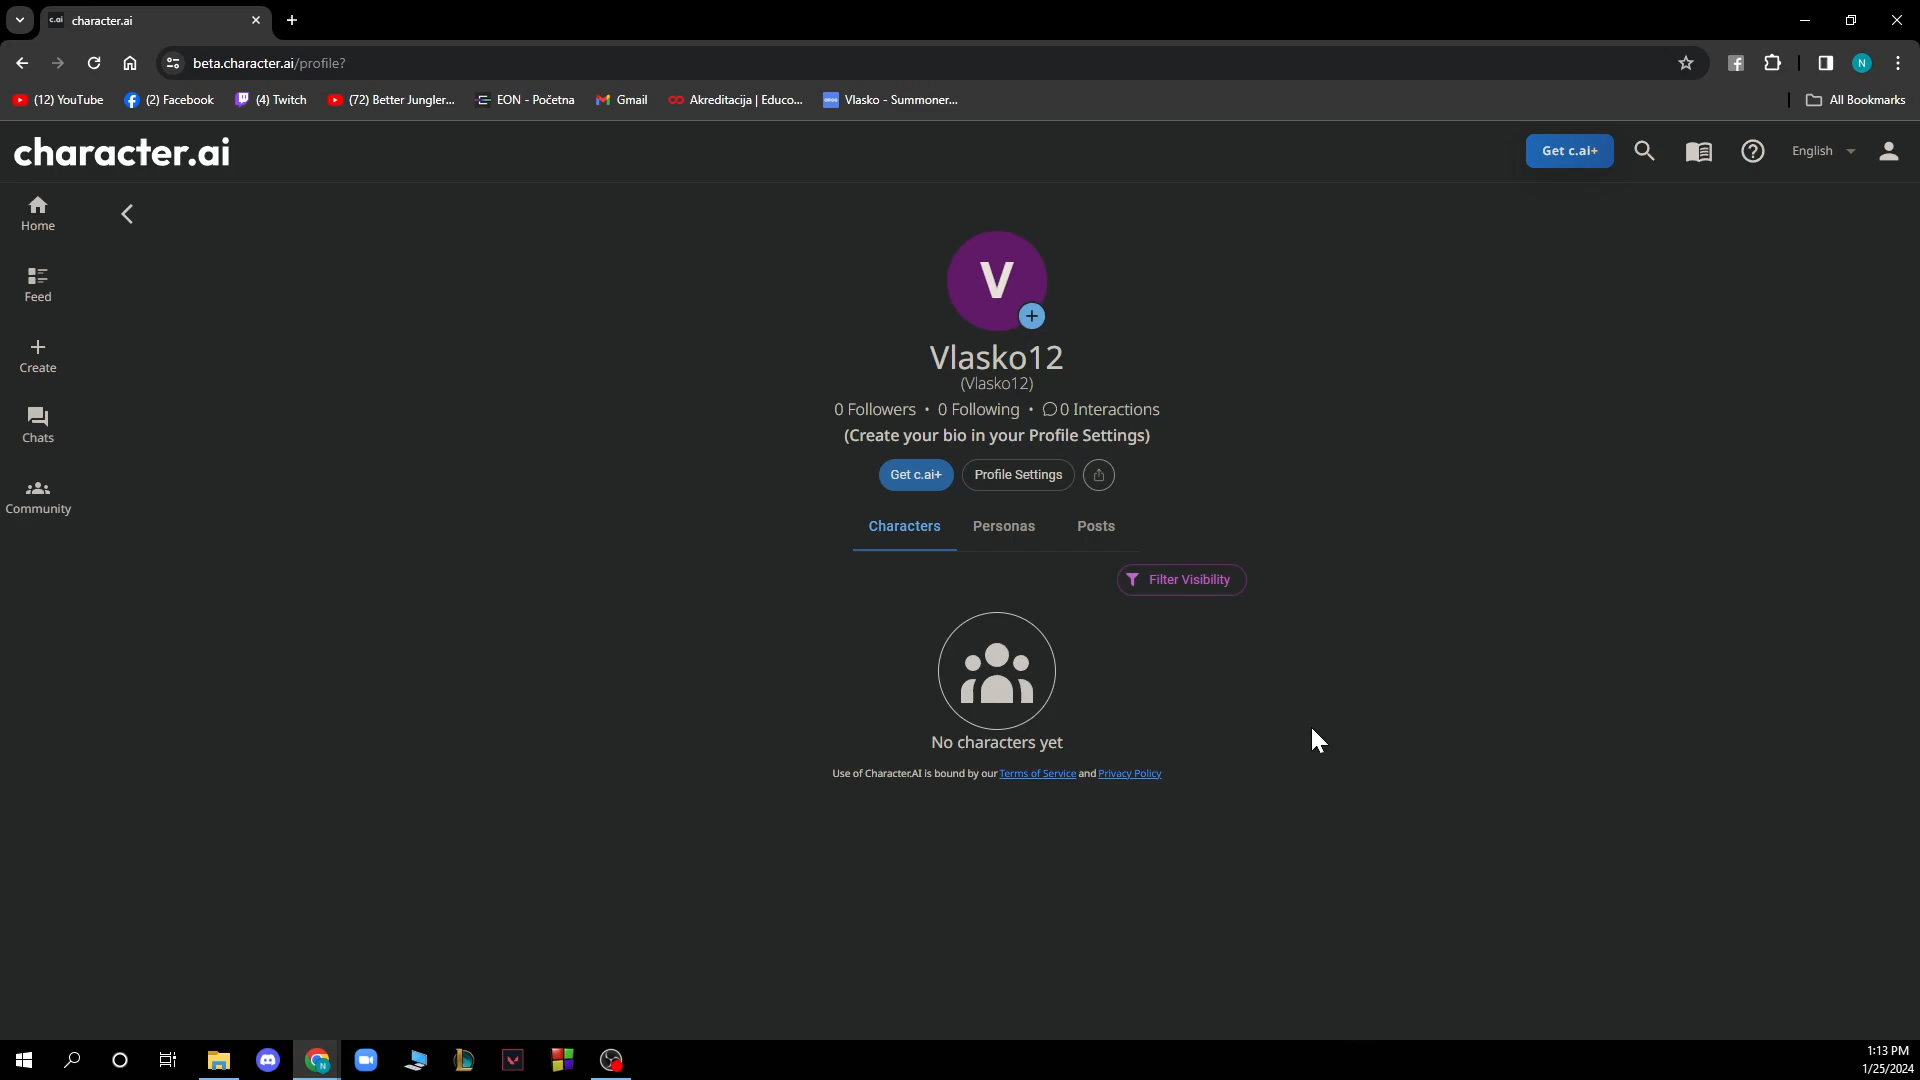 c.ai character.ai
beta.character.ai/profile?
N
(12) YouTube (2) Facebook (4) Twitch (72) Better Jungler... EON - Početna Gmail Akreditacija | Educo... Vlasko - Summoner... All Bookmarks
character.ai Get c.ai+ English
Home
Feed
Create
Chats
Community
V
Vlasko12
(Vlasko12)
0 Followers • 0 Following • 0 Interactions
(Create your bio in your Profile Settings)
Get c.ai+ Profile Settings
Characters Personas Posts
Filter Visibility
No characters yet
Use of Character.AI is bound by our Terms of Service and Privacy Policy
1:13 PM
1/25/2024